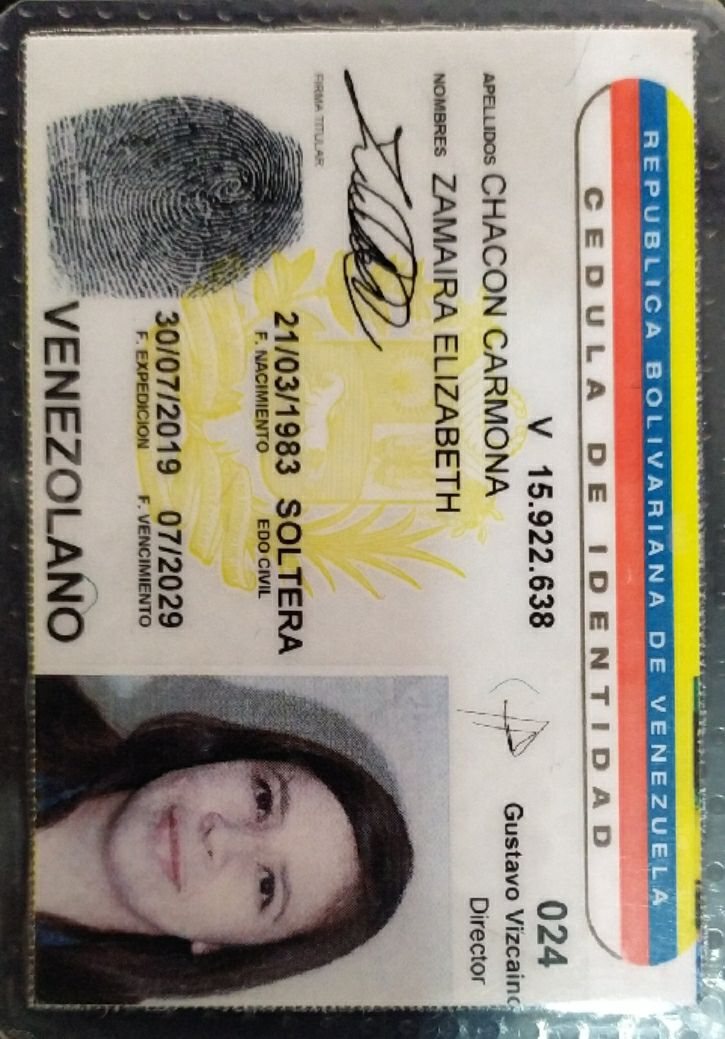 REPUBLICA BOLIVARIANA DE VENEZUELA
CEDULA DE IDENTIDAD
V 15.922.638
024
APELLIDOS CHACON CARMONA
Gustavo Vizcaino
Director
NOMBRES ZAMAIRA ELIZABETH
FIRMA TITULAR
21/03/1983 SOLTERA
F. NACIMIENTO EDO CIVIL
30/07/2019 07/2029
F. EXPEDICION F. VENCIMIENTO
VENEZOLANO